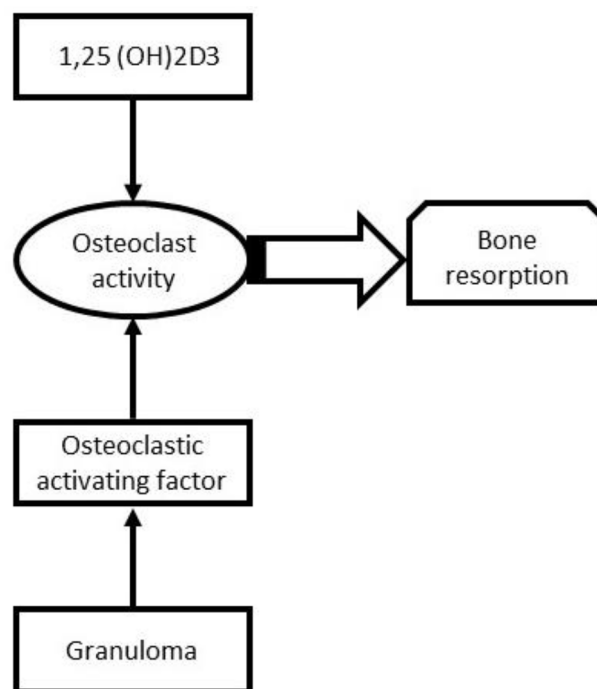 1,25 (OH)2D3
Osteoclast
activity
Bone
resorption
Osteoclastic
activating factor
Granuloma